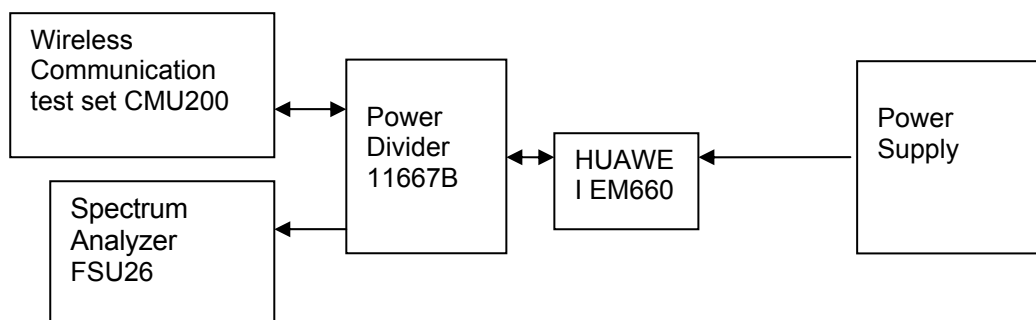 Wireless
Communication
test set CMU200
Power
Divider
11667B
HUAWE
I EM660
Power
Supply
Spectrum
Analyzer
FSU26